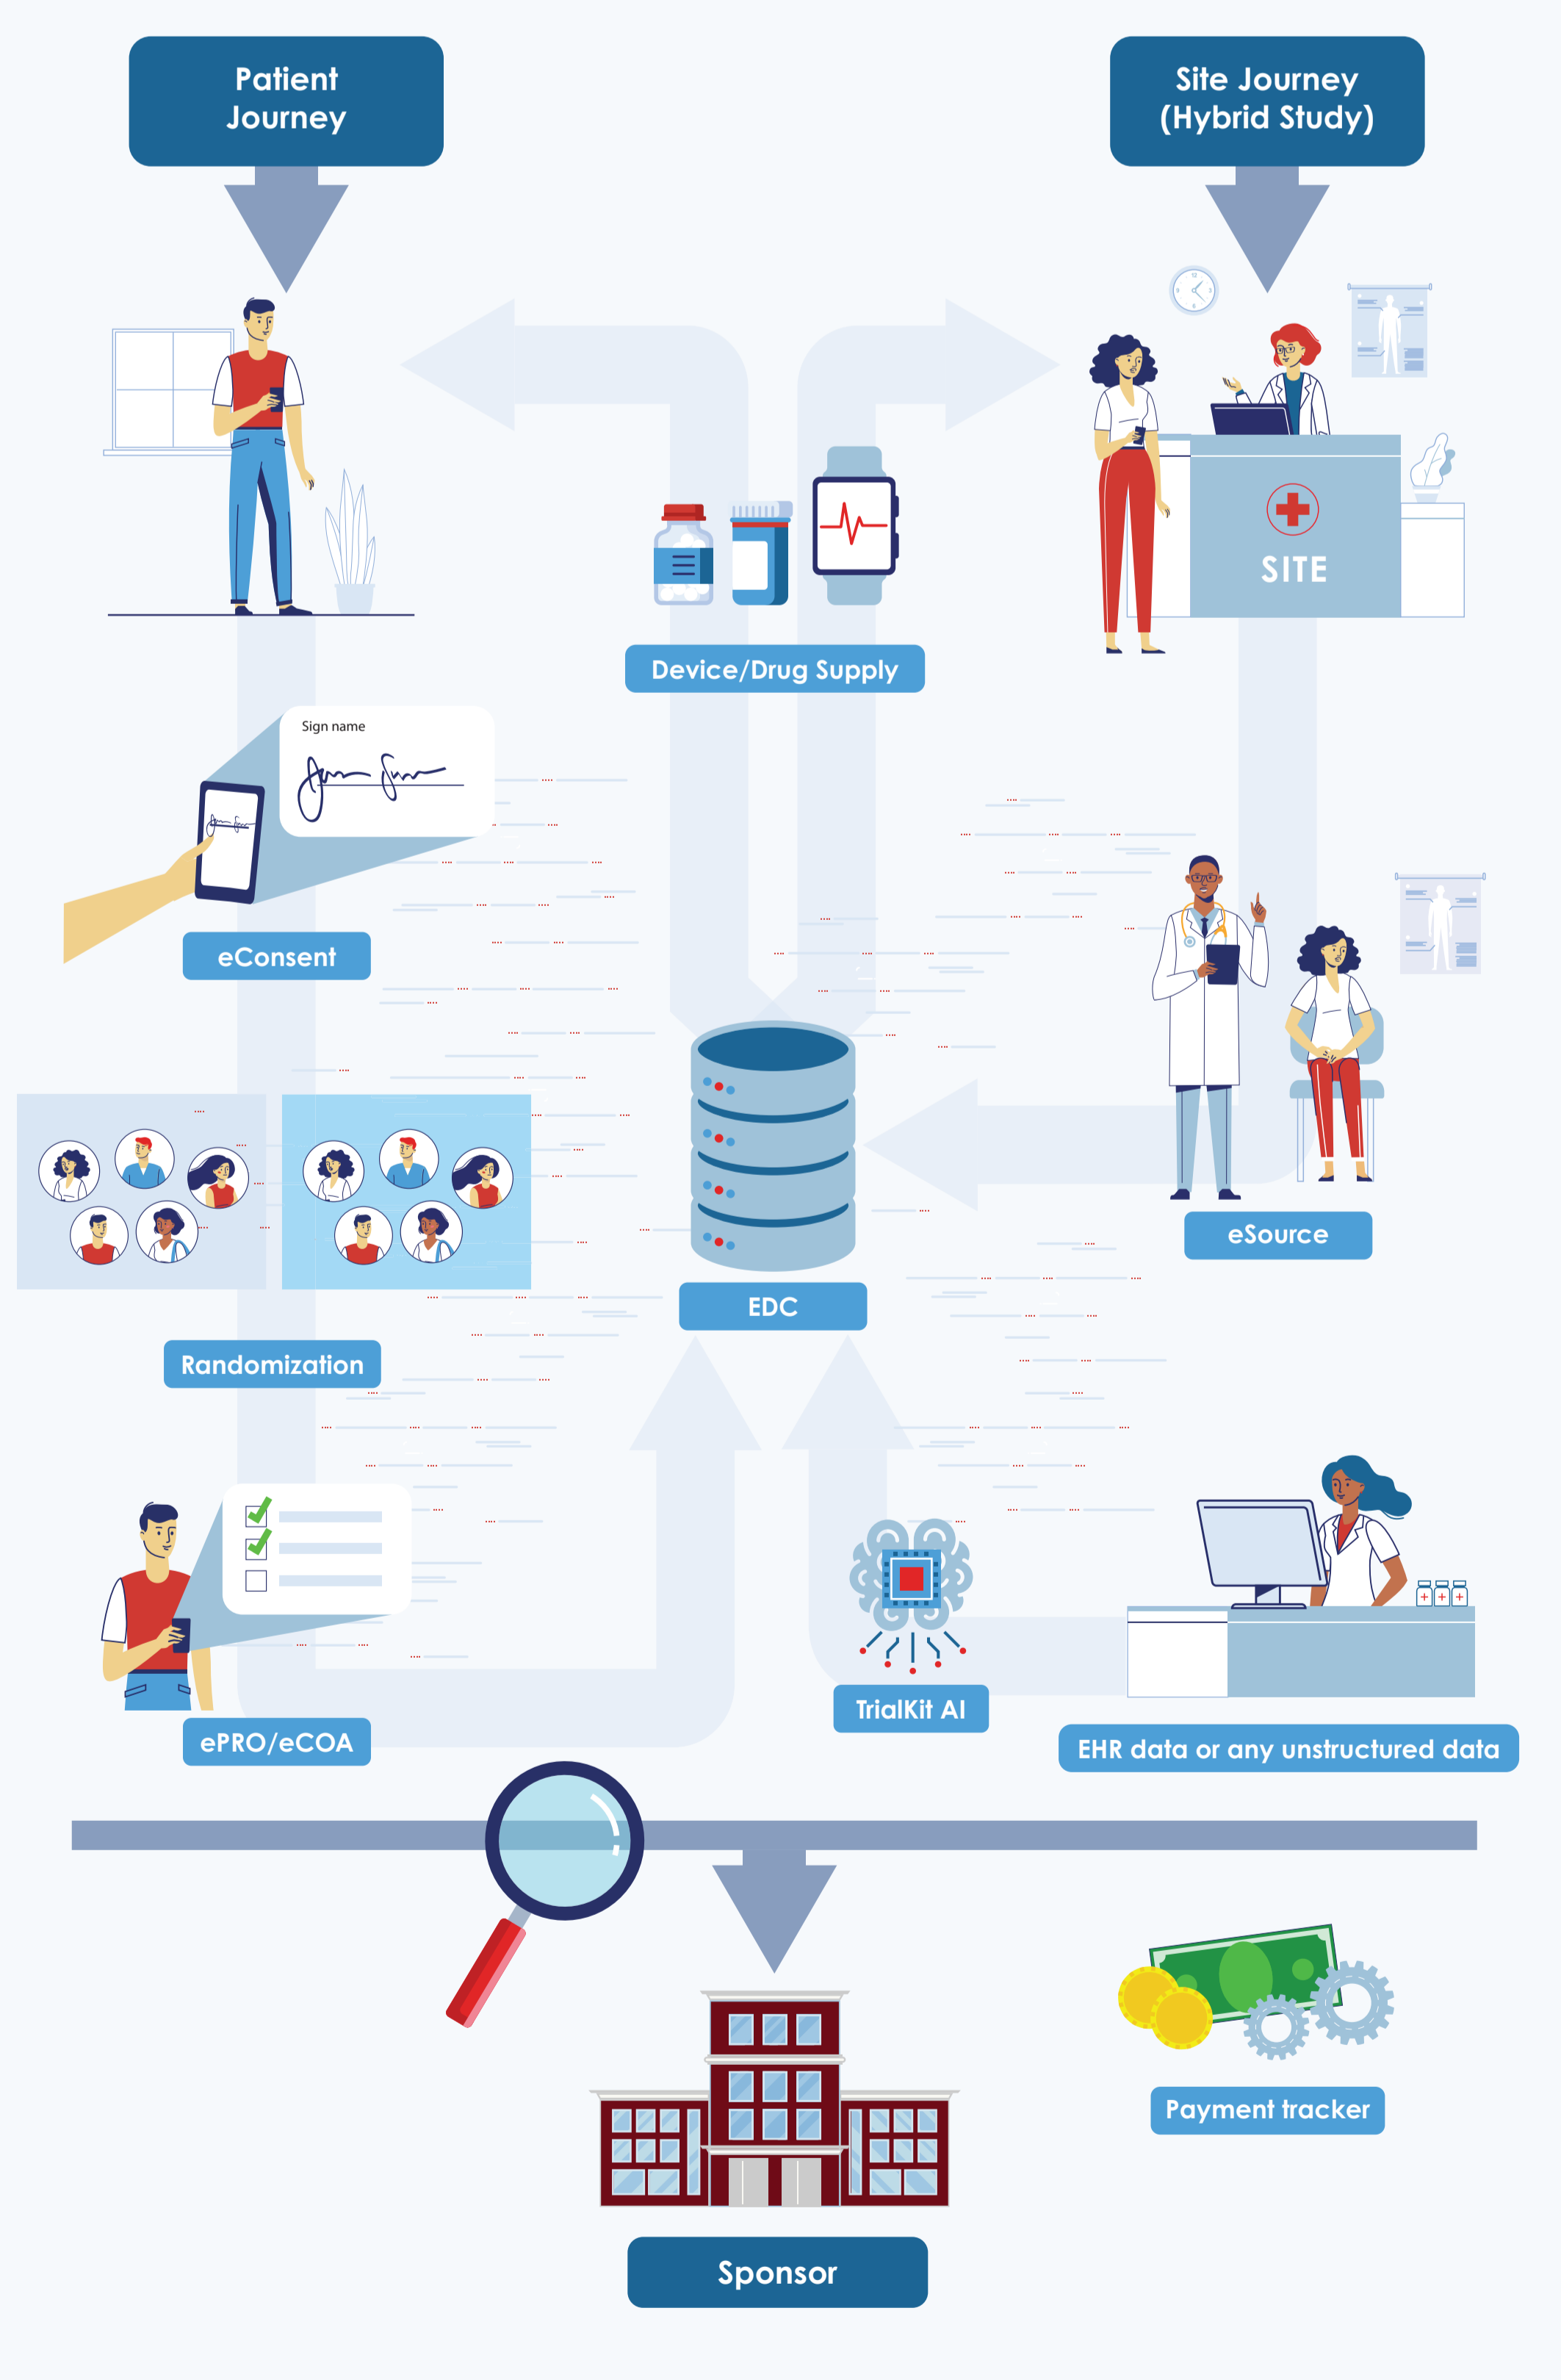 Patient
Journey
Site Journey
(Hybrid Study)
SITE
Device/Drug Supply
Sign name
eConsent
eSource
EDC
Randomization
TrialKit AI
ePRO/eCOA
EHR data or any unstructured data
Payment tracker
Sponsor